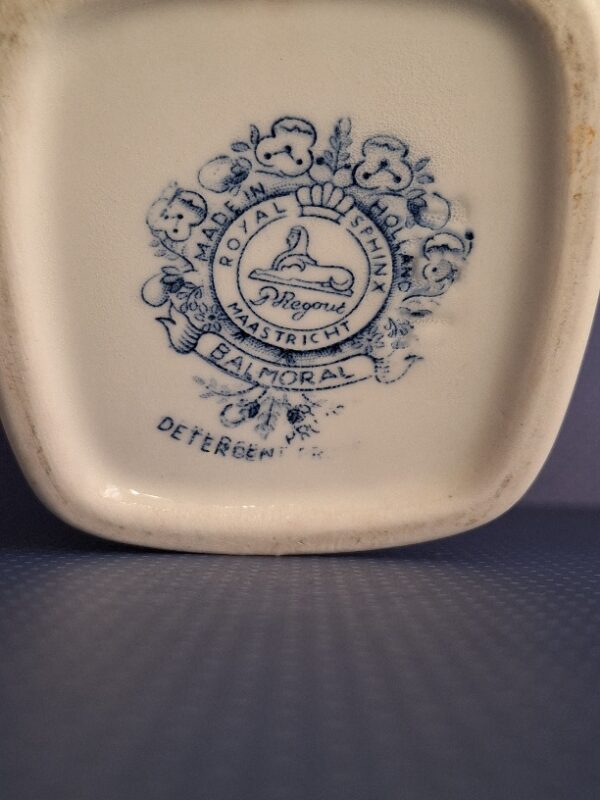 MADE IN HOLLAND
ROYAL SPHINX
P. Regout
MAASTRICHT
BALMORAL
DETERGENT